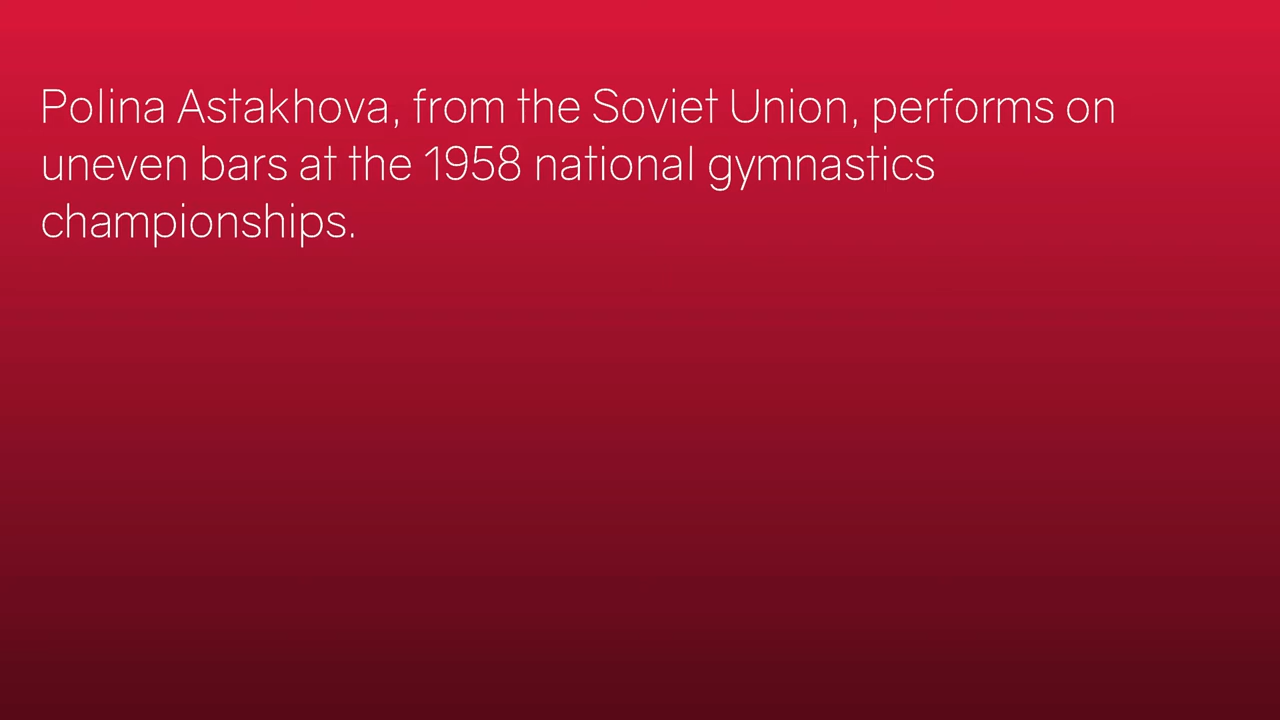 Polina Astakhova, from the Soviet Union, performs on
uneven bars at the 1958 national gymnastics
championships.